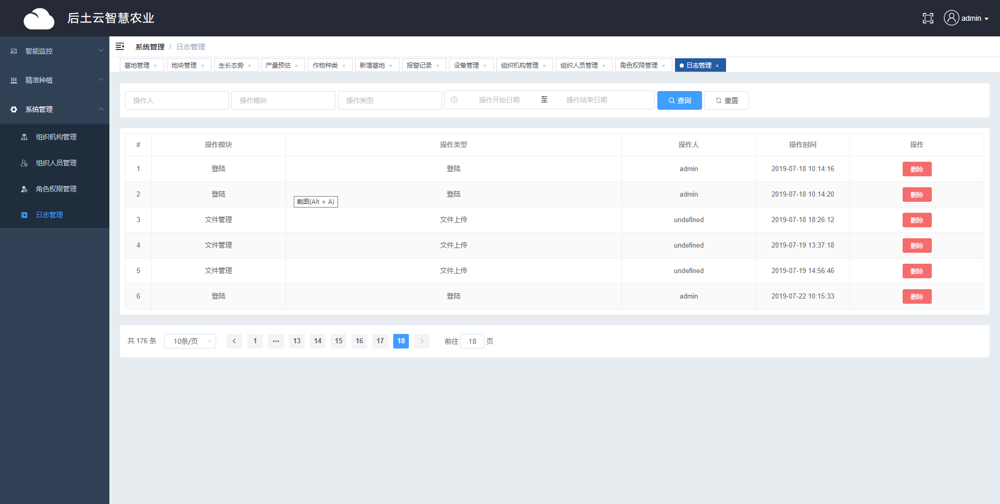 后土云智慧农业
admin
智能监控
精准种植
系统管理
组织机构管理
组织人员管理
角色权限管理
日志管理
系统管理 / 日志管理
基地管理 × 地块管理 × 生长态势 × 产量预估 × 作物种类 × 新增基地 × 报警记录 × 设备管理 × 组织机构管理 × 组织人员管理 × 角色权限管理 × 日志管理 ×
操作人 操作模块 操作类型 操作开始日期 至 操作结束日期 查询 重置
# 操作模块 操作类型 操作人 操作时间 操作
1 登陆 登陆 admin 2019-07-18 10:14:16 删除
2 登陆 登陆 admin 2019-07-18 10:14:20 删除
截图(Alt + A)
3 文件管理 文件上传 undefined 2019-07-18 18:26:12 删除
4 文件管理 文件上传 undefined 2019-07-19 13:37:18 删除
5 文件管理 文件上传 undefined 2019-07-19 14:56:46 删除
6 登陆 登陆 admin 2019-07-22 10:15:33 删除
共 176 条 10条/页 1 ••• 13 14 15 16 17 18 前往 18 页